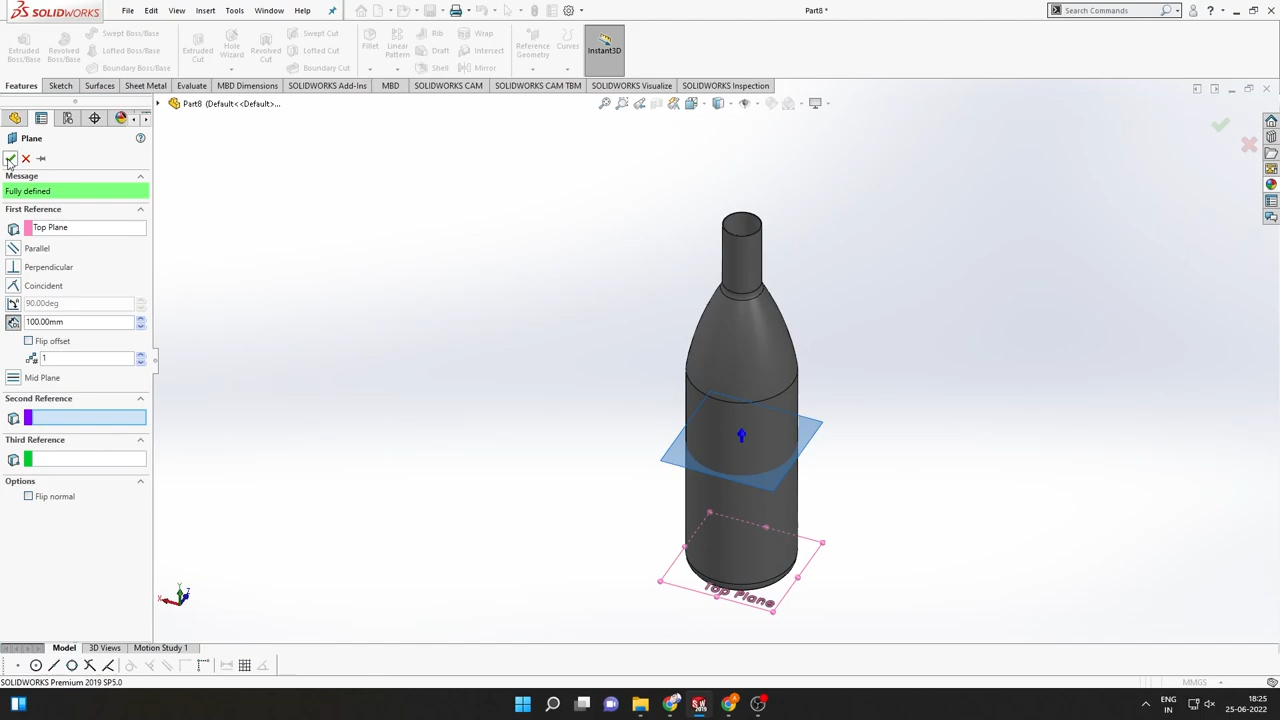 SOLIDWORKS
File Edit View Insert Tools Window Help
Part8 *
Search Commands
Extruded Boss/Base
Revolved Boss/Base
Swept Boss/Base
Lofted Boss/Base
Boundary Boss/Base
Extruded Cut
Hole Wizard
Revolved Cut
Swept Cut
Lofted Cut
Boundary Cut
Fillet
Linear Pattern
Rib
Draft
Shell
Wrap
Intersect
Mirror
Reference Geometry
Curves
Instant3D
Features Sketch Surfaces Sheet Metal Evaluate MBD Dimensions SOLIDWORKS Add-Ins MBD SOLIDWORKS CAM SOLIDWORKS CAM TBM SOLIDWORKS Visualize SOLIDWORKS Inspection
Part8 (Default<<Default>...
Plane
Message
Fully defined
First Reference
Top Plane
Parallel
Perpendicular
Coincident
90.00deg
100.00mm
Flip offset
1
Mid Plane
Second Reference
Third Reference
Options
Flip normal
Top Plane
Y
X
Z
Model 3D Views Motion Study 1
SOLIDWORKS Premium 2019 SP5.0
MMGS
ENG
IN
18:25
25-06-2022